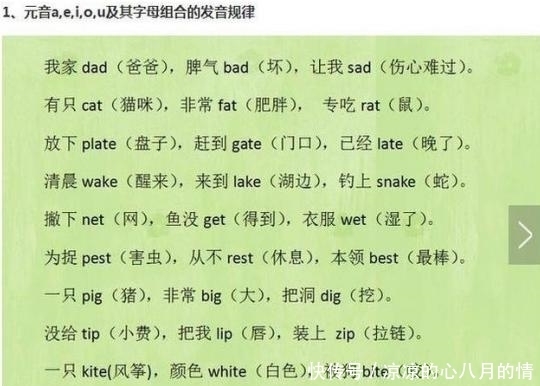 1、元音a,e,i,o,u及其字母组合的发音规律
我家 dad（爸爸），脾气 bad（坏），让我 sad（伤心难过）。
有只 cat（猫咪），非常 fat（肥胖）， 专吃 rat（鼠）。
放下 plate（盘子），赶到 gate（门口），已经 late（晚了）。
清晨 wake（醒来），来到 lake（湖边），钓上 snake（蛇）。
撤下 net（网），鱼没 get（得到），衣服 wet（湿了）。
为捉 pest（害虫），从不 rest（休息），本领 best（最棒）。
一只 pig（猪），非常 big（大），把洞 dig（挖）。
没给 tip（小费），把我 lip（唇），装上 zip（拉链）。
一只 kite(风筝)，颜色 white（白色），被狗 bite
快传号
心八月的情